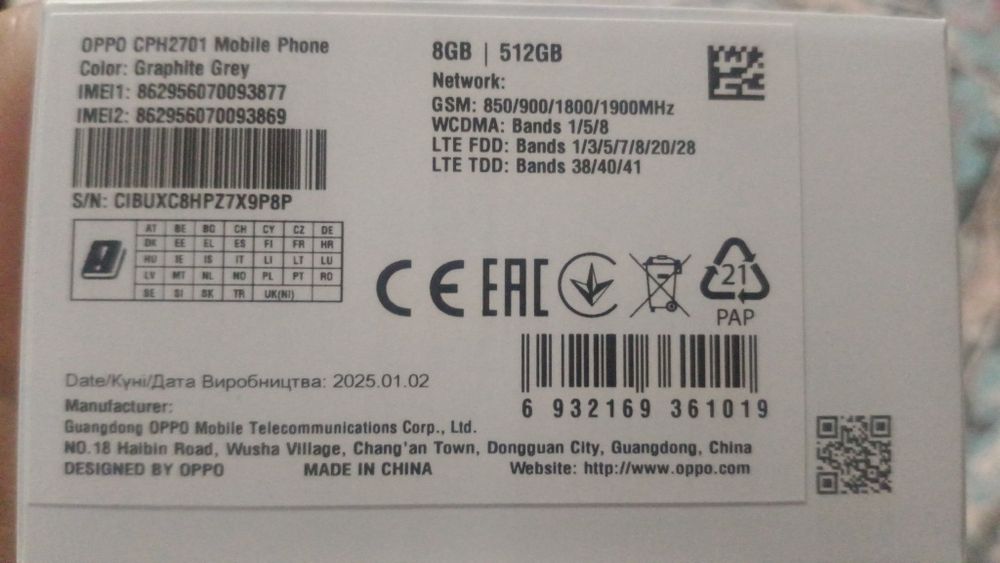 OPPO CPH2701 Mobile Phone
Color: Graphite Grey
IMEI1: 862956070093877
IMEI2: 862956070093869
S/N: CIBUXC8HPZ7X9P8P
8GB | 512GB
Network:
GSM: 850/900/1800/1900MHz
WCDMA: Bands 1/5/8
LTE FDD: Bands 1/3/5/7/8/20/28
LTE TDD: Bands 38/40/41
AT BE BG CH CY CZ DE
DK EE EL ES FI FR HR
HU IE IS IT LI LT LU
LV MT NL NO PL PT RO
SE SI SK TR UK(NI)
CE EAC
21
PAP
6 932169 361019
Date/Күні/Дата Виробництва: 2025.01.02
Manufacturer:
Guangdong OPPO Mobile Telecommunications Corp., Ltd.
NO.18 Haibin Road, Wusha Village, Chang'an Town, Dongguan City, Guangdong, China
DESIGNED BY OPPO MADE IN CHINA Website: http://www.oppo.com